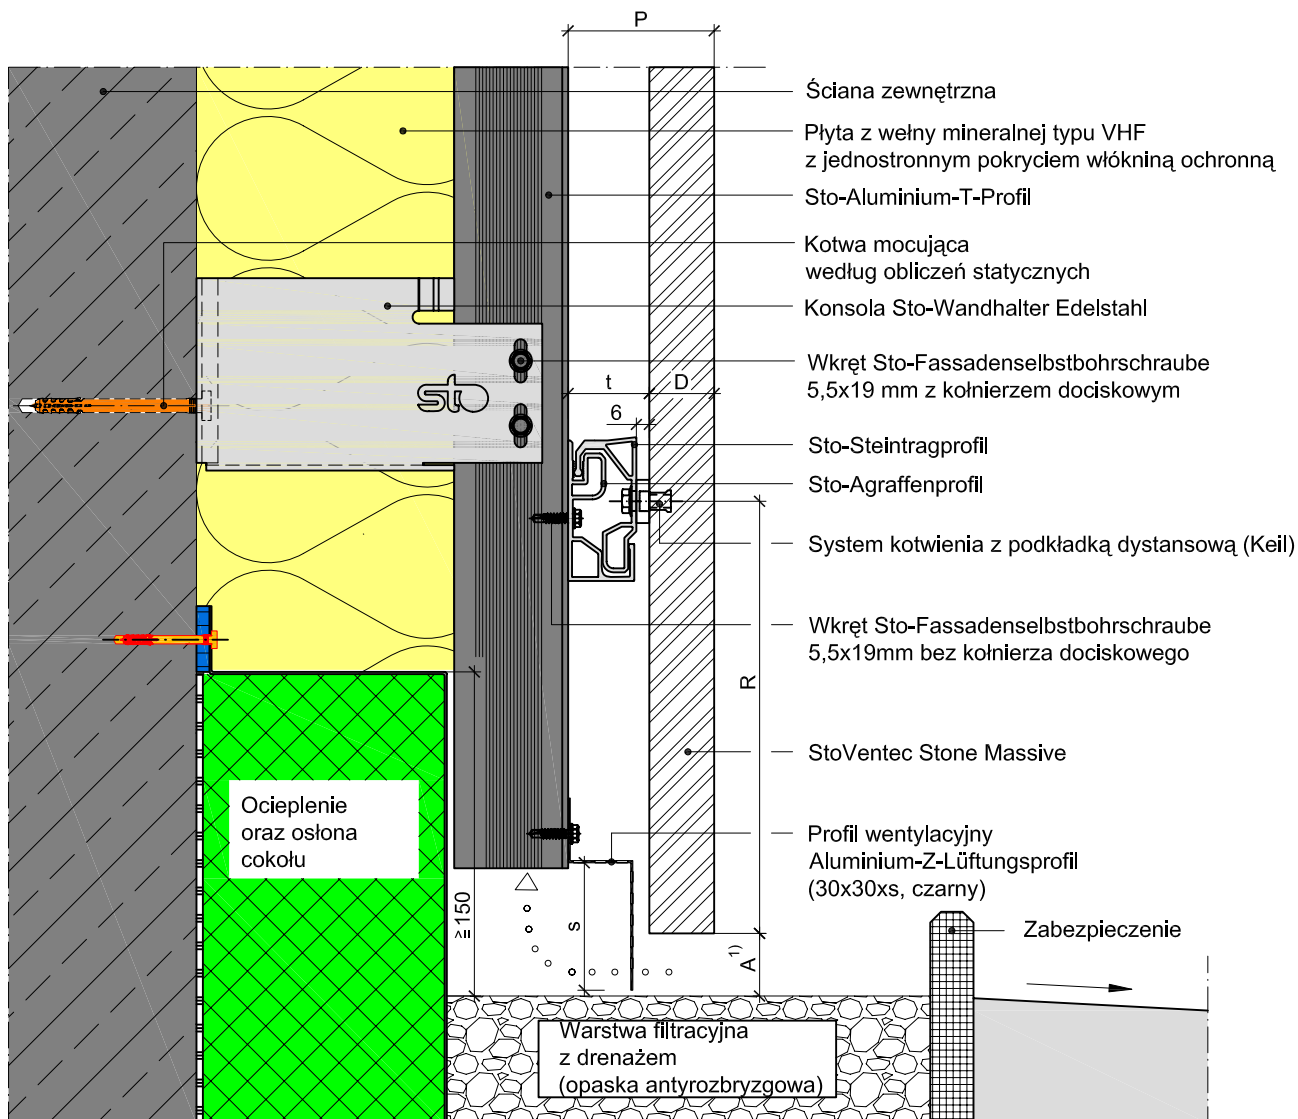 P
Ściana zewnętrzna
Płyta z wełny mineralnej typu VHF
z jednostronnym pokryciem włókniną ochronną
Sto-Aluminium-T-Profil
Kotwa mocująca
według obliczeń statycznych
Konsola Sto-Wandhalter Edelstahl
Wkręt Sto-Fassadenselbstbohrschraube
5,5x19 mm z kołnierzem dociskowym
t
D
sto
6
Sto-Steintragprofil
Sto-Agraffenprofil
System kotwienia z podkładką dystansową (Keil)
Wkręt Sto-Fassadenselbstbohrschraube
5,5x19mm bez kołnierza dociskowego
R
StoVentec Stone Massive
Ocieplenie
oraz osłona
cokołu
Profil wentylacyjny
Aluminium-Z-Lüftungsprofil
(30x30xs, czarny)
≥150
s
A¹⁾
Zabezpieczenie
Warstwa filtracyjna
z drenażem
(opaska antyrozbryzgowa)